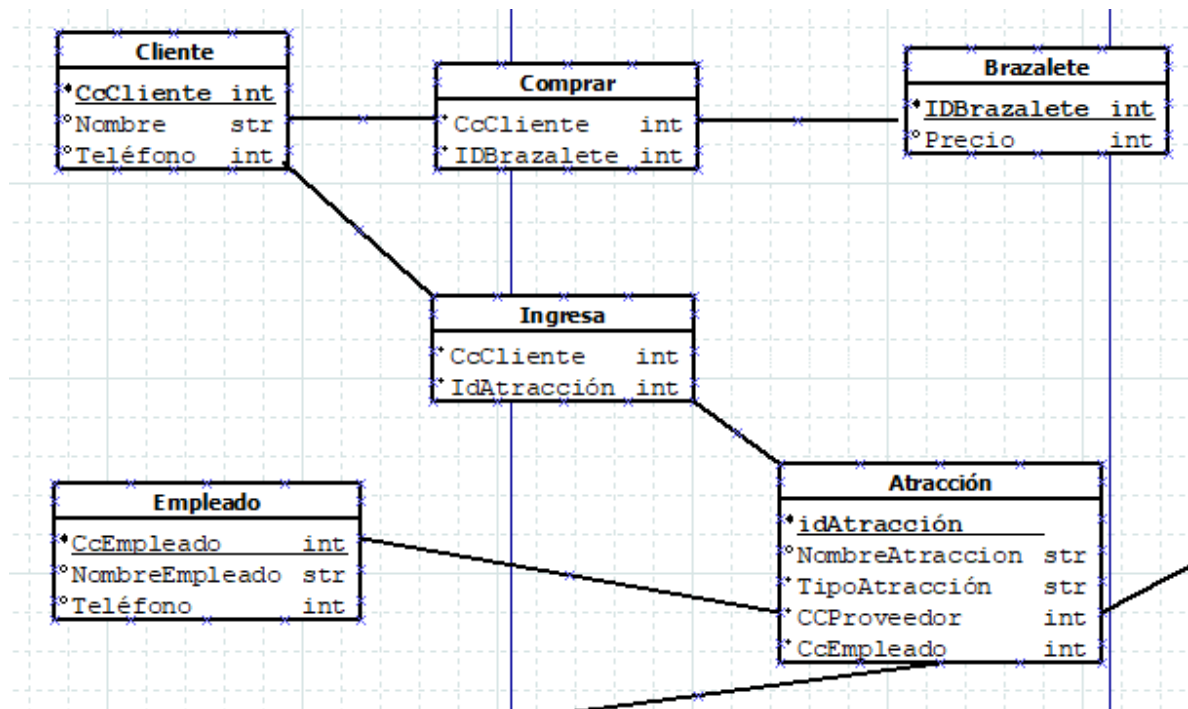 Cliente
CcCliente int
Nombre str
Teléfono int
Comprar
CcCliente int
IDBrazalete int
Brazalete
IDBrazalete int
Precio int
Ingresa
CcCliente int
IdAtracción int
Empleado
CcEmpleado int
NombreEmpleado str
Teléfono int
Atracción
idAtracción
NombreAtraccion str
TipoAtracción str
CCProveedor int
CcEmpleado int